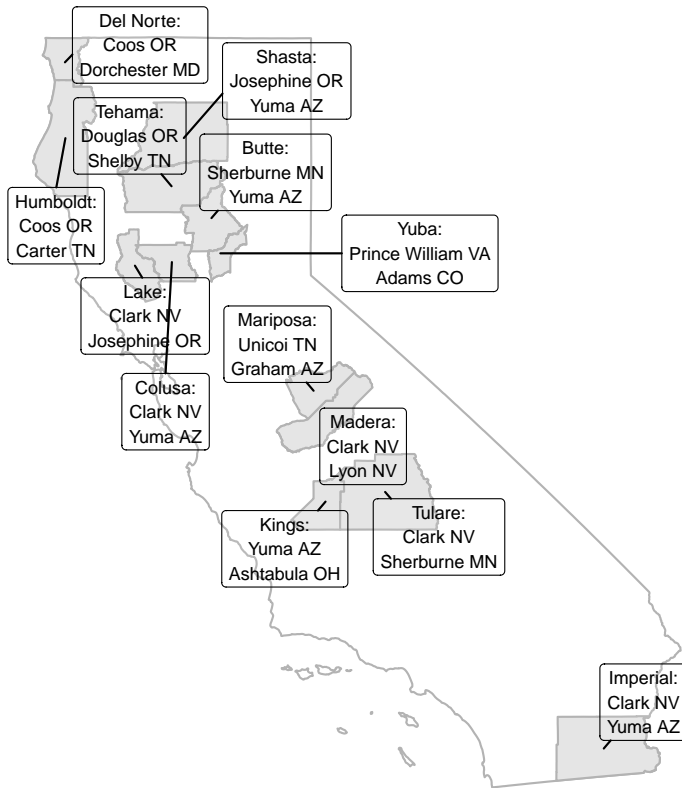 Del Norte:
Coos OR
Dorchester MD
Shasta:
Josephine OR
Yuma AZ
Tehama:
Douglas OR
Shelby TN
Butte:
Sherburne MN
Yuma AZ
Humboldt:
Coos OR
Carter TN
Yuba:
Prince William VA
Adams CO
Lake:
Clark NV
Josephine OR
Mariposa:
Unicoi TN
Graham AZ
Colusa:
Clark NV
Yuma AZ
Madera:
Clark NV
Lyon NV
Tulare:
Clark NV
Sherburne MN
Kings:
Yuma AZ
Ashtabula OH
Imperial:
Clark NV
Yuma AZ